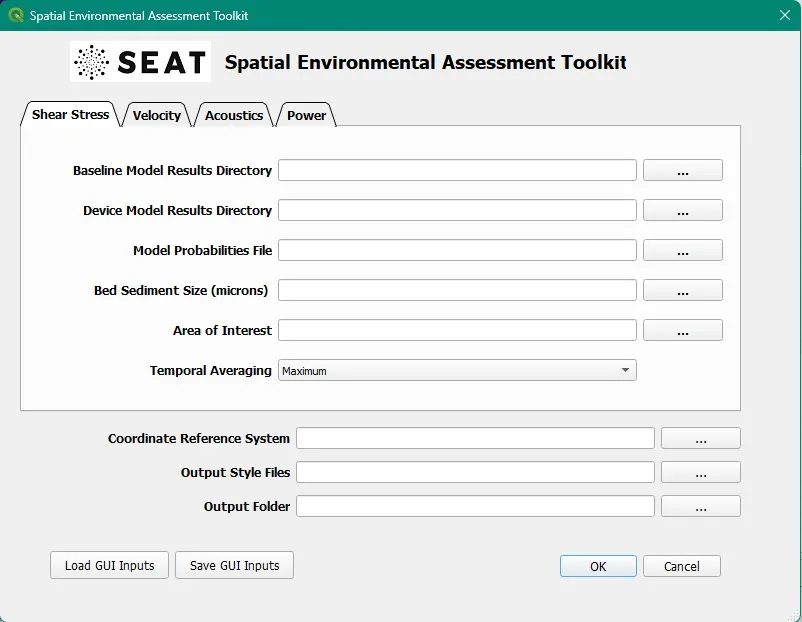 Spatial Environmental Assessment Toolkit
SEAT Spatial Environmental Assessment Toolkit
Shear Stress Velocity Acoustics Power
Baseline Model Results Directory ...
Device Model Results Directory ...
Model Probabilities File ...
Bed Sediment Size (microns) ...
Area of Interest ...
Temporal Averaging Maximum
Coordinate Reference System ...
Output Style Files ...
Output Folder ...
Load GUI Inputs Save GUI Inputs OK Cancel